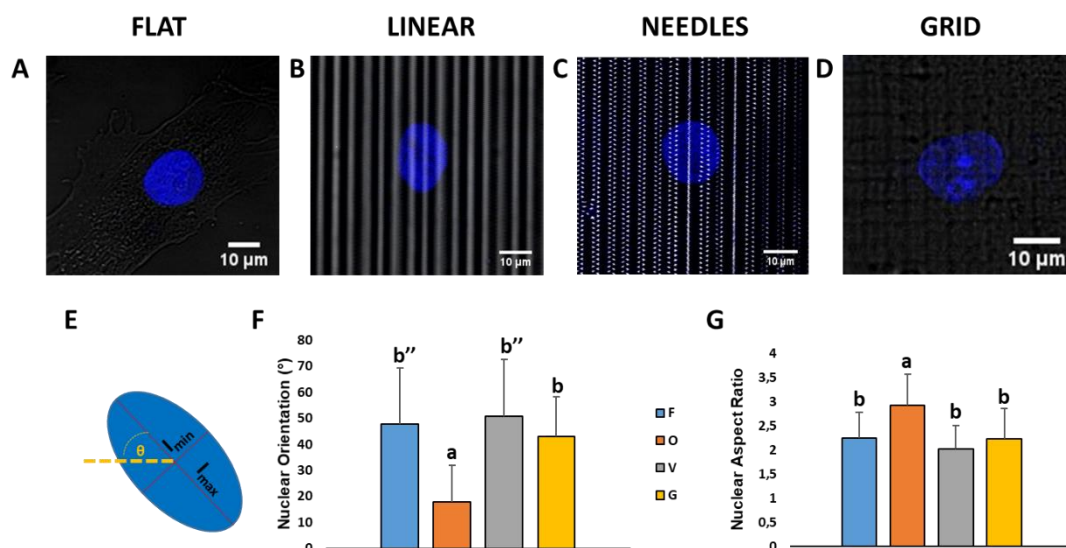 FLAT
LINEAR
NEEDLES
GRID
A
B
C
D
10 µm
10 µm
10 µm
10 µm
E
F
G
θ
Imin
Imax
Nuclear Orientation (°)
80
70
60
50
40
30
20
10
0
b’’
a
b’’
b
F
O
V
G
Nuclear Aspect Ratio
4
3,5
3
2,5
2
1,5
1
0,5
0
b
a
b
b